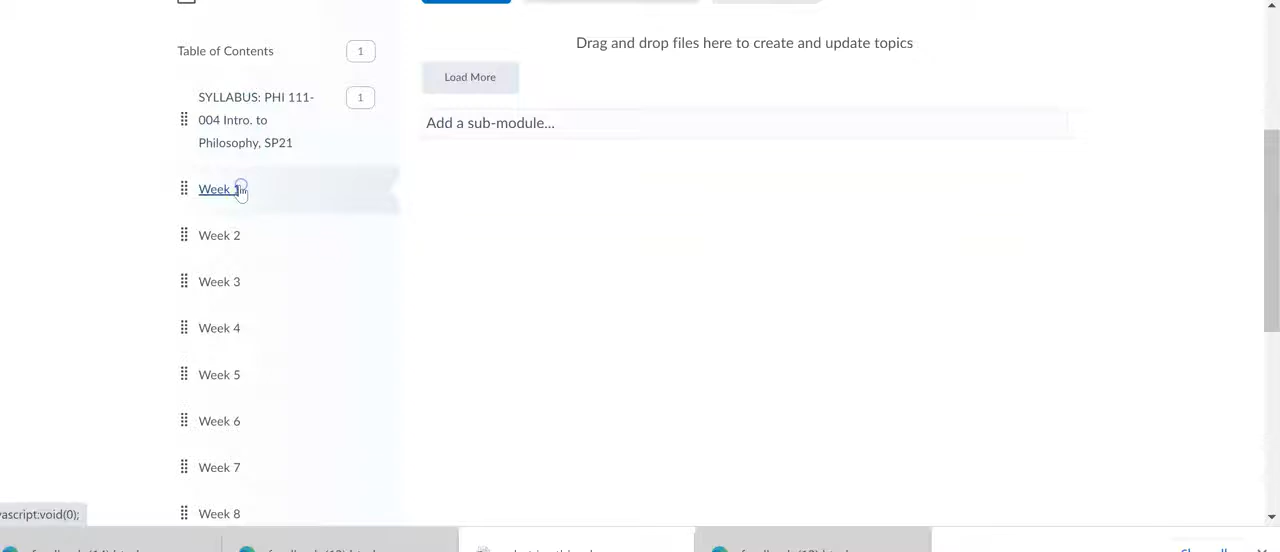 Table of Contents
1
SYLLABUS: PHI 111-
004 Intro. to
Philosophy, SP21
1
Week 1
Week 2
Week 3
Week 4
Week 5
Week 6
Week 7
Week 8
Drag and drop files here to create and update topics
Load More
Add a sub-module...
ascript:void(0);